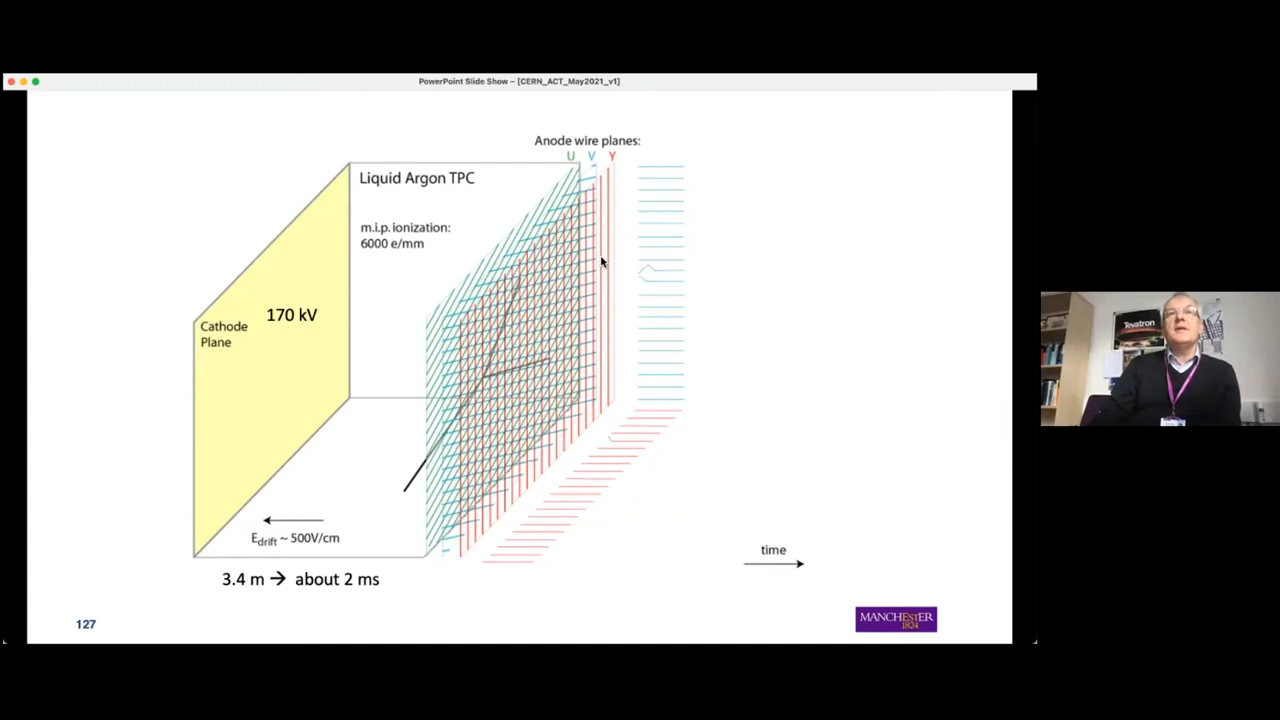 PowerPoint Slide Show – [CERN_ACT_May2021_v1]
Anode wire planes:
U V Y
Liquid Argon TPC
m.i.p. ionization:
6000 e/mm
170 kV
Cathode
Plane
Edrift ~ 500V/cm
time
3.4 m → about 2 ms
127
MANCHESTER
1824
Tevatron